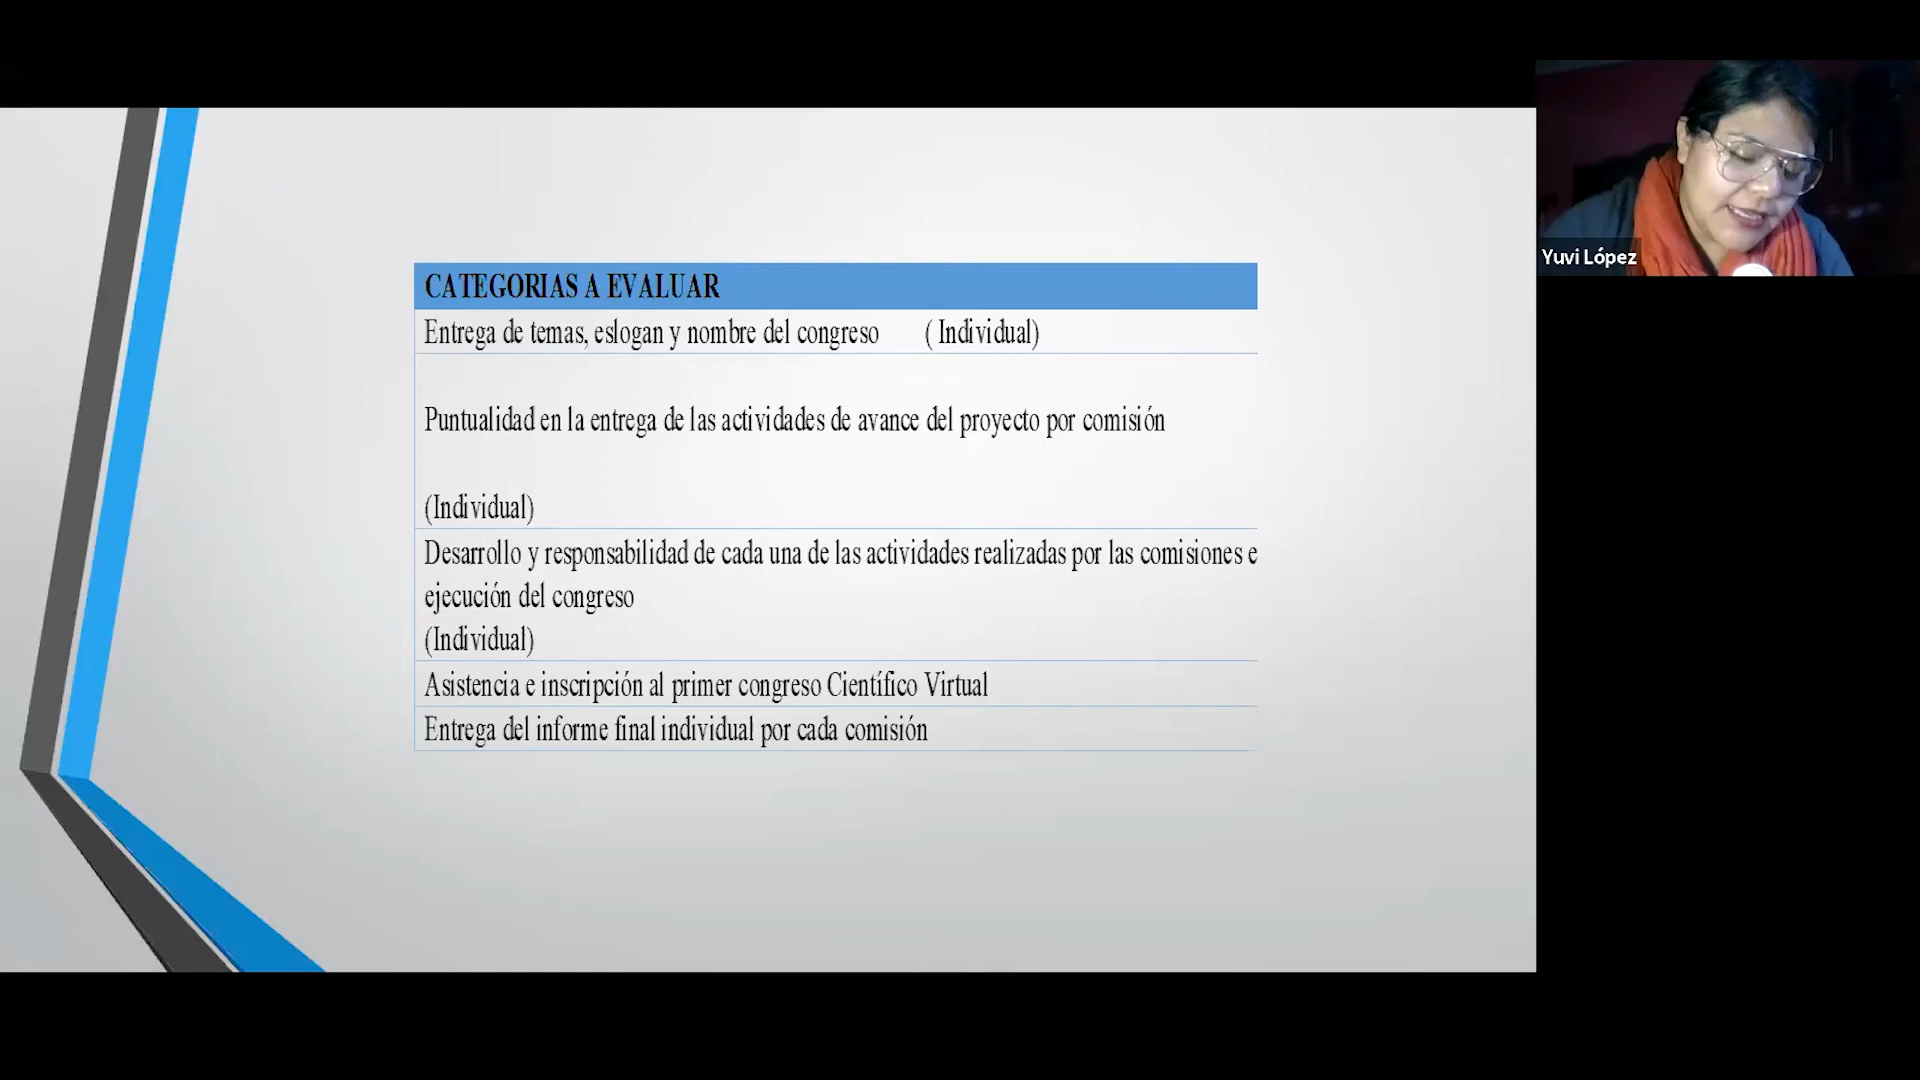 CATEGORIAS A EVALUAR
Entrega de temas, eslogan y nombre del congreso ( Individual)
Puntualidad en la entrega de las actividades de avance del proyecto por comisión
(Individual)
Desarrollo y responsabilidad de cada una de las actividades realizadas por las comisiones e
ejecución del congreso
(Individual)
Asistencia e inscripción al primer congreso Científico Virtual
Entrega del informe final individual por cada comisión
Yuvi López